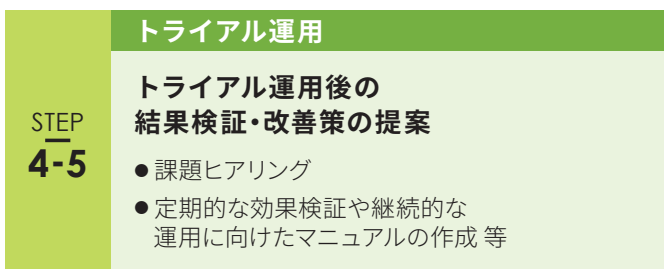 トライアル運用
STEP
4-5
トライアル運用後の
結果検証・改善策の提案
●課題ヒアリング
●定期的な効果検証や継続的な
運用に向けたマニュアルの作成 等